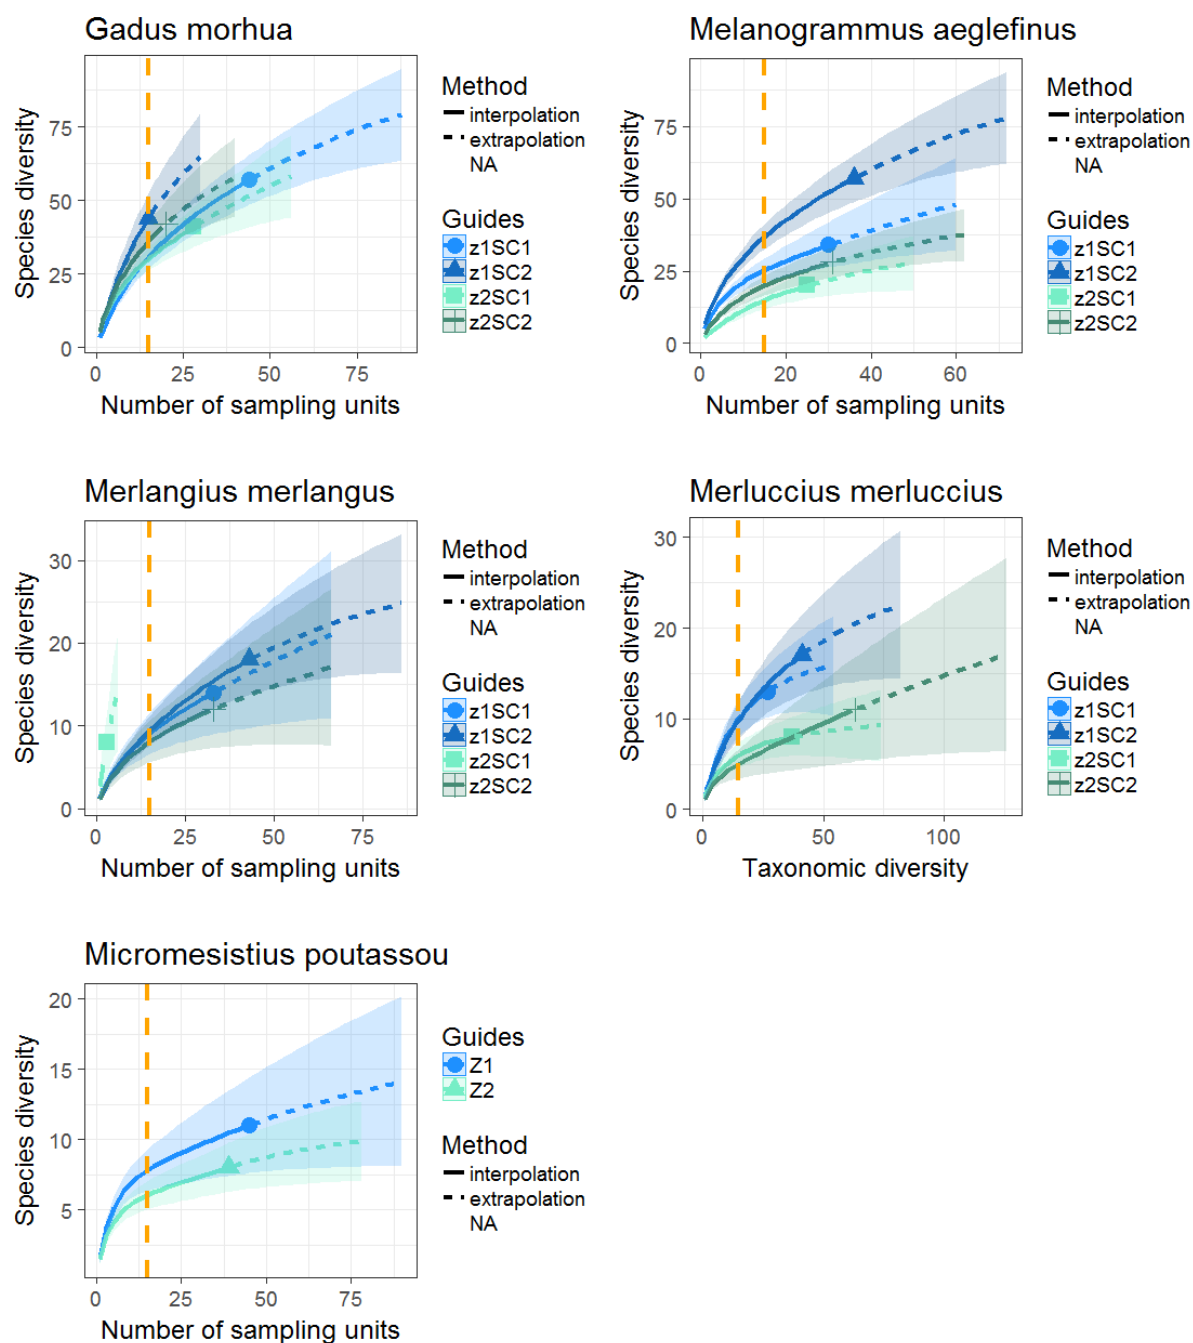 Gadus morhua
Species diversity
75
50
25
0
0 25 50 75
Number of sampling units
Method
interpolation
extrapolation
NA
Guides
z1SC1
z1SC2
z2SC1
z2SC2
Melanogrammus aeglefinus
Species diversity
75
50
25
0
0 20 40 60
Number of sampling units
Method
interpolation
extrapolation
NA
Guides
z1SC1
z1SC2
z2SC1
z2SC2
Merlangius merlangus
Species diversity
30
20
10
0
0 25 50 75
Number of sampling units
Method
interpolation
extrapolation
NA
Guides
z1SC1
z1SC2
z2SC1
z2SC2
Merluccius merluccius
Species diversity
30
20
10
0
0 50 100
Taxonomic diversity
Method
interpolation
extrapolation
NA
Guides
z1SC1
z1SC2
z2SC1
z2SC2
Micromesistius poutassou
Species diversity
20
15
10
5
0 25 50 75
Number of sampling units
Guides
Z1
Z2
Method
interpolation
extrapolation
NA